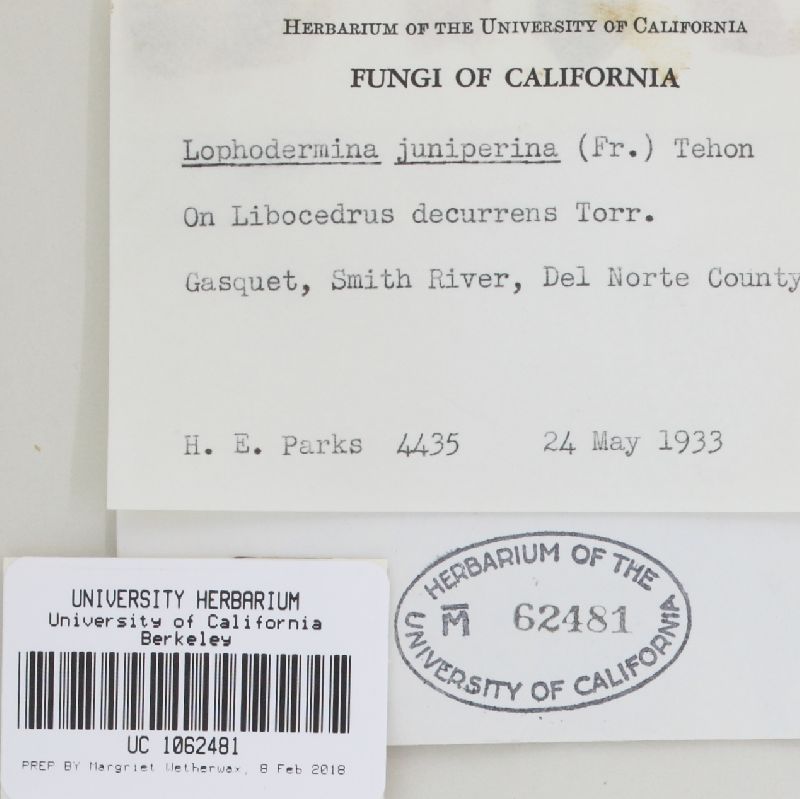 HERBARIUM OF THE UNIVERSITY OF CALIFORNIA
FUNGI OF CALIFORNIA
Lophodermina juniperina (Fr.) Tehon
On Libocedrus decurrens Torr.
Gasquet, Smith River, Del Norte County
H. E. Parks 4435 24 May 1933
HERBARIUM OF THE
M 62481
UNIVERSITY OF CALIFORNIA
UNIVERSITY HERBARIUM
University of California
Berkeley
UC 1062481
PREP BY Margriet Wetherwax, 8 Feb 2018